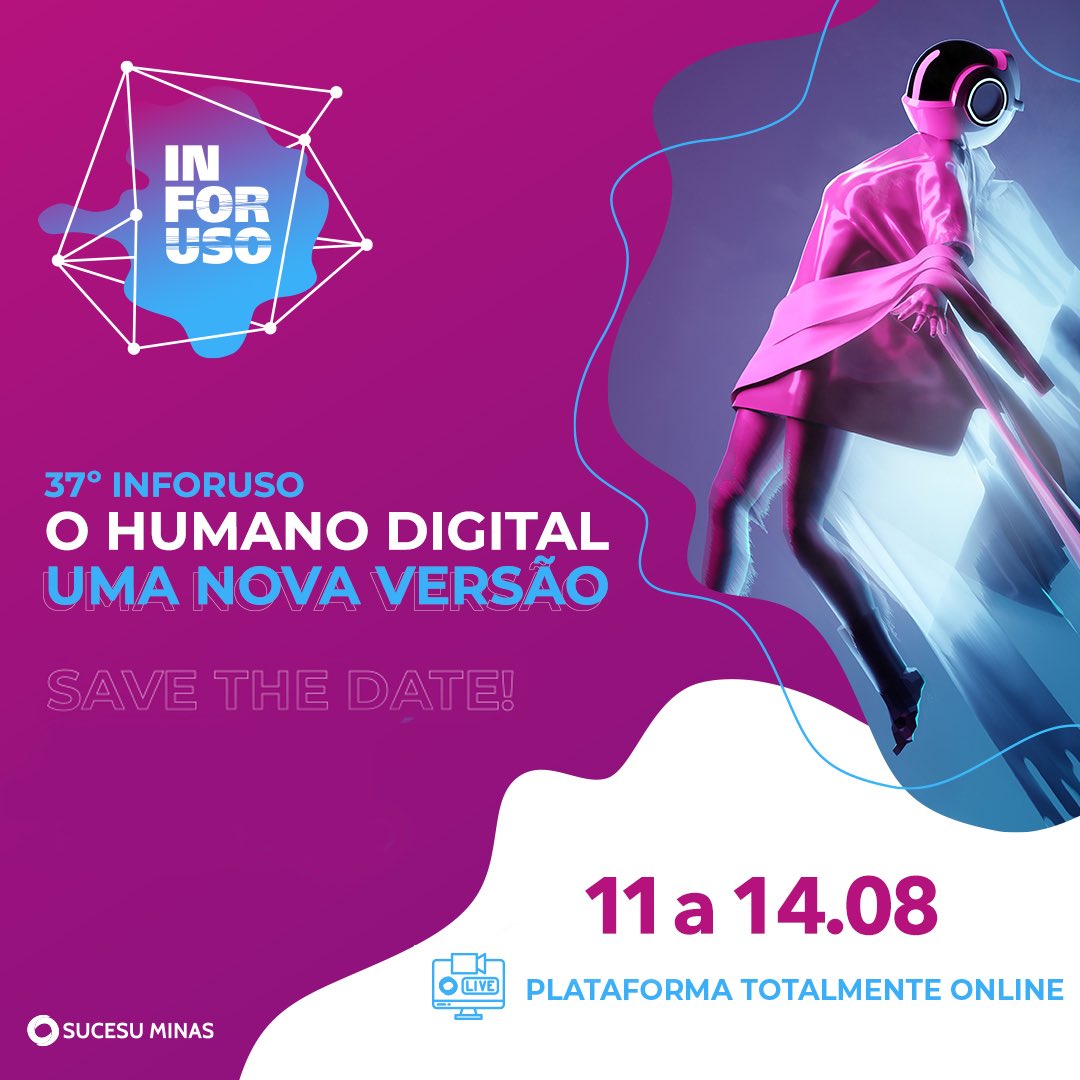 IN
FOR
USO
37º INFORUSO
O HUMANO DIGITAL
UMA NOVA VERSÃO
SAVE THE DATE!
11 a 14.08
LIVE
PLATAFORMA TOTALMENTE ONLINE
SUCESU MINAS